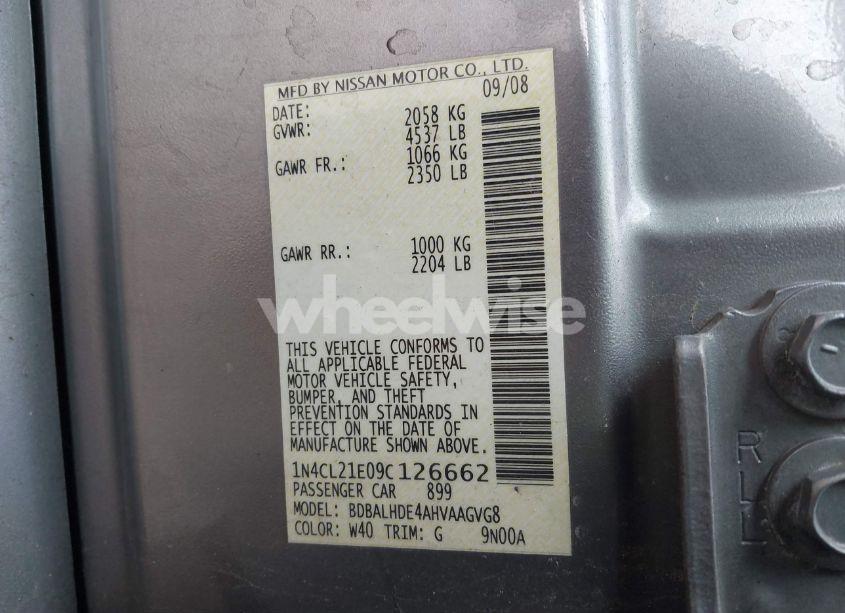 MFD BY NISSAN MOTOR CO., LTD.
DATE: 09/08
GVWR: 2058 KG
4537 LB
GAWR FR.: 1066 KG
2350 LB
GAWR RR.: 1000 KG
2204 LB
wheelwise
THIS VEHICLE CONFORMS TO
ALL APPLICABLE FEDERAL
MOTOR VEHICLE SAFETY,
BUMPER, AND THEFT
PREVENTION STANDARDS IN
EFFECT ON THE DATE OF
MANUFACTURE SHOWN ABOVE.
1N4CL21E09C126662
PASSENGER CAR 899
MODEL: BDBALHDE4AHVAAGVG8
COLOR: W40 TRIM: G 9N00A
RLL